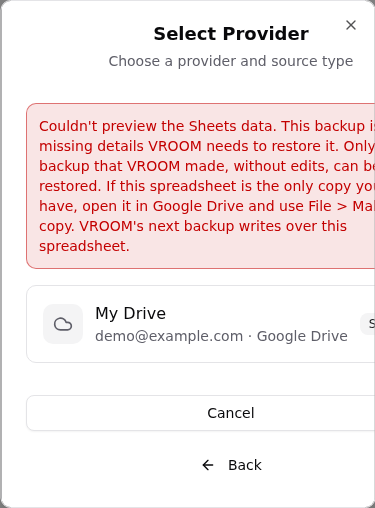 Select Provider
Choose a provider and source type
Couldn't preview the Sheets data. This backup is
missing details VROOM needs to restore it. Only
backup that VROOM made, without edits, can be
restored. If this spreadsheet is the only copy you
have, open it in Google Drive and use File >
copy. VROOM's next backup writes over this
spreadsheet.
My Drive
demo@example.com · Google Drive
Cancel
Back